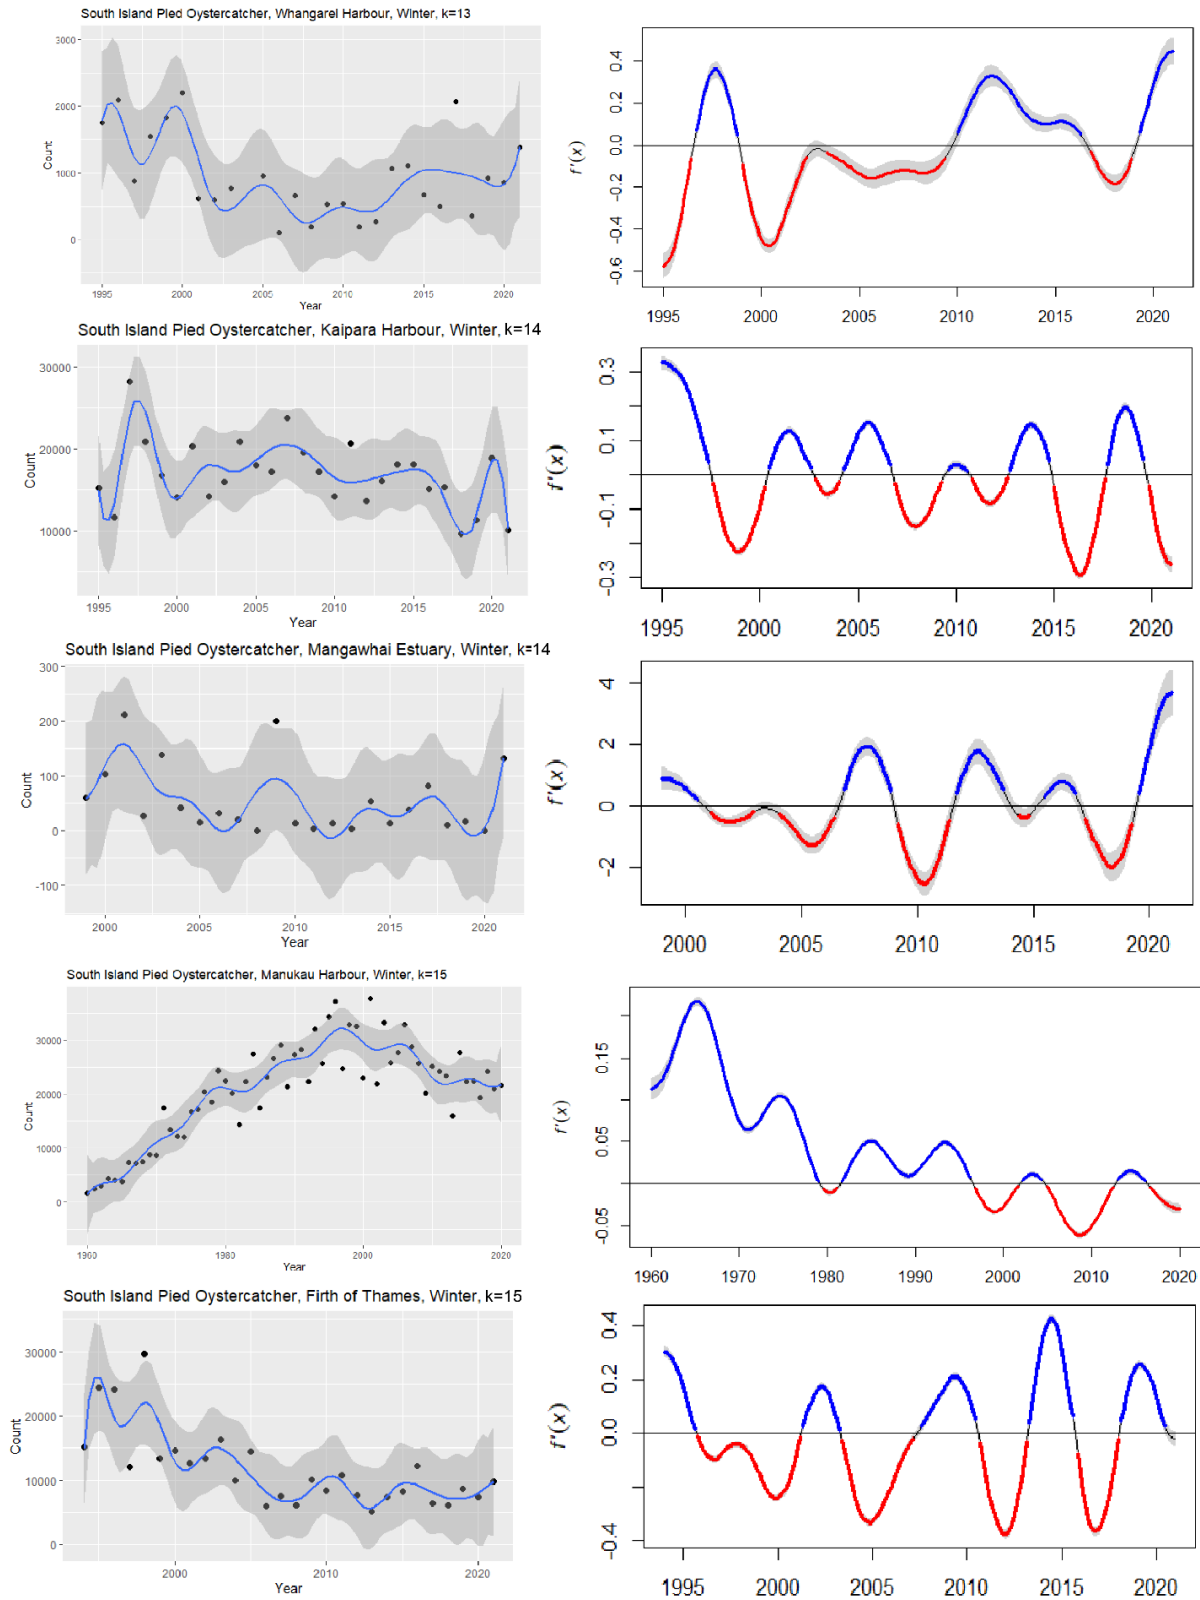 South Island Pied Oystercatcher, Whangarei Harbour, Winter, k=13
3000
2000
1000
0
Count
1995 2000 2005 2010 2015 2020
Year
0.4
0.2
0.0
-0.2
-0.4
-0.6
f'(x)
1995 2000 2005 2010 2015 2020
South Island Pied Oystercatcher, Kaipara Harbour, Winter, k=14
30000
20000
10000
Count
1995 2000 2005 2010 2015 2020
Year
0.3
0.1
-0.1
-0.3
f'(x)
1995 2000 2005 2010 2015 2020
South Island Pied Oystercatcher, Mangawhai Estuary, Winter, k=14
300
200
100
0
-100
Count
2000 2005 2010 2015 2020
Year
4
2
0
-2
f'(x)
2000 2005 2010 2015 2020
South Island Pied Oystercatcher, Manukau Harbour, Winter, k=15
30000
20000
10000
0
Count
1960 1980 2000 2020
Year
0.15
0.05
-0.05
f'(x)
1960 1970 1980 1990 2000 2010 2020
South Island Pied Oystercatcher, Firth of Thames, Winter, k=15
30000
20000
10000
0
Count
2000 2010 2020
Year
0.4
0.2
0.0
-0.4
f'(x)
1995 2000 2005 2010 2015 2020